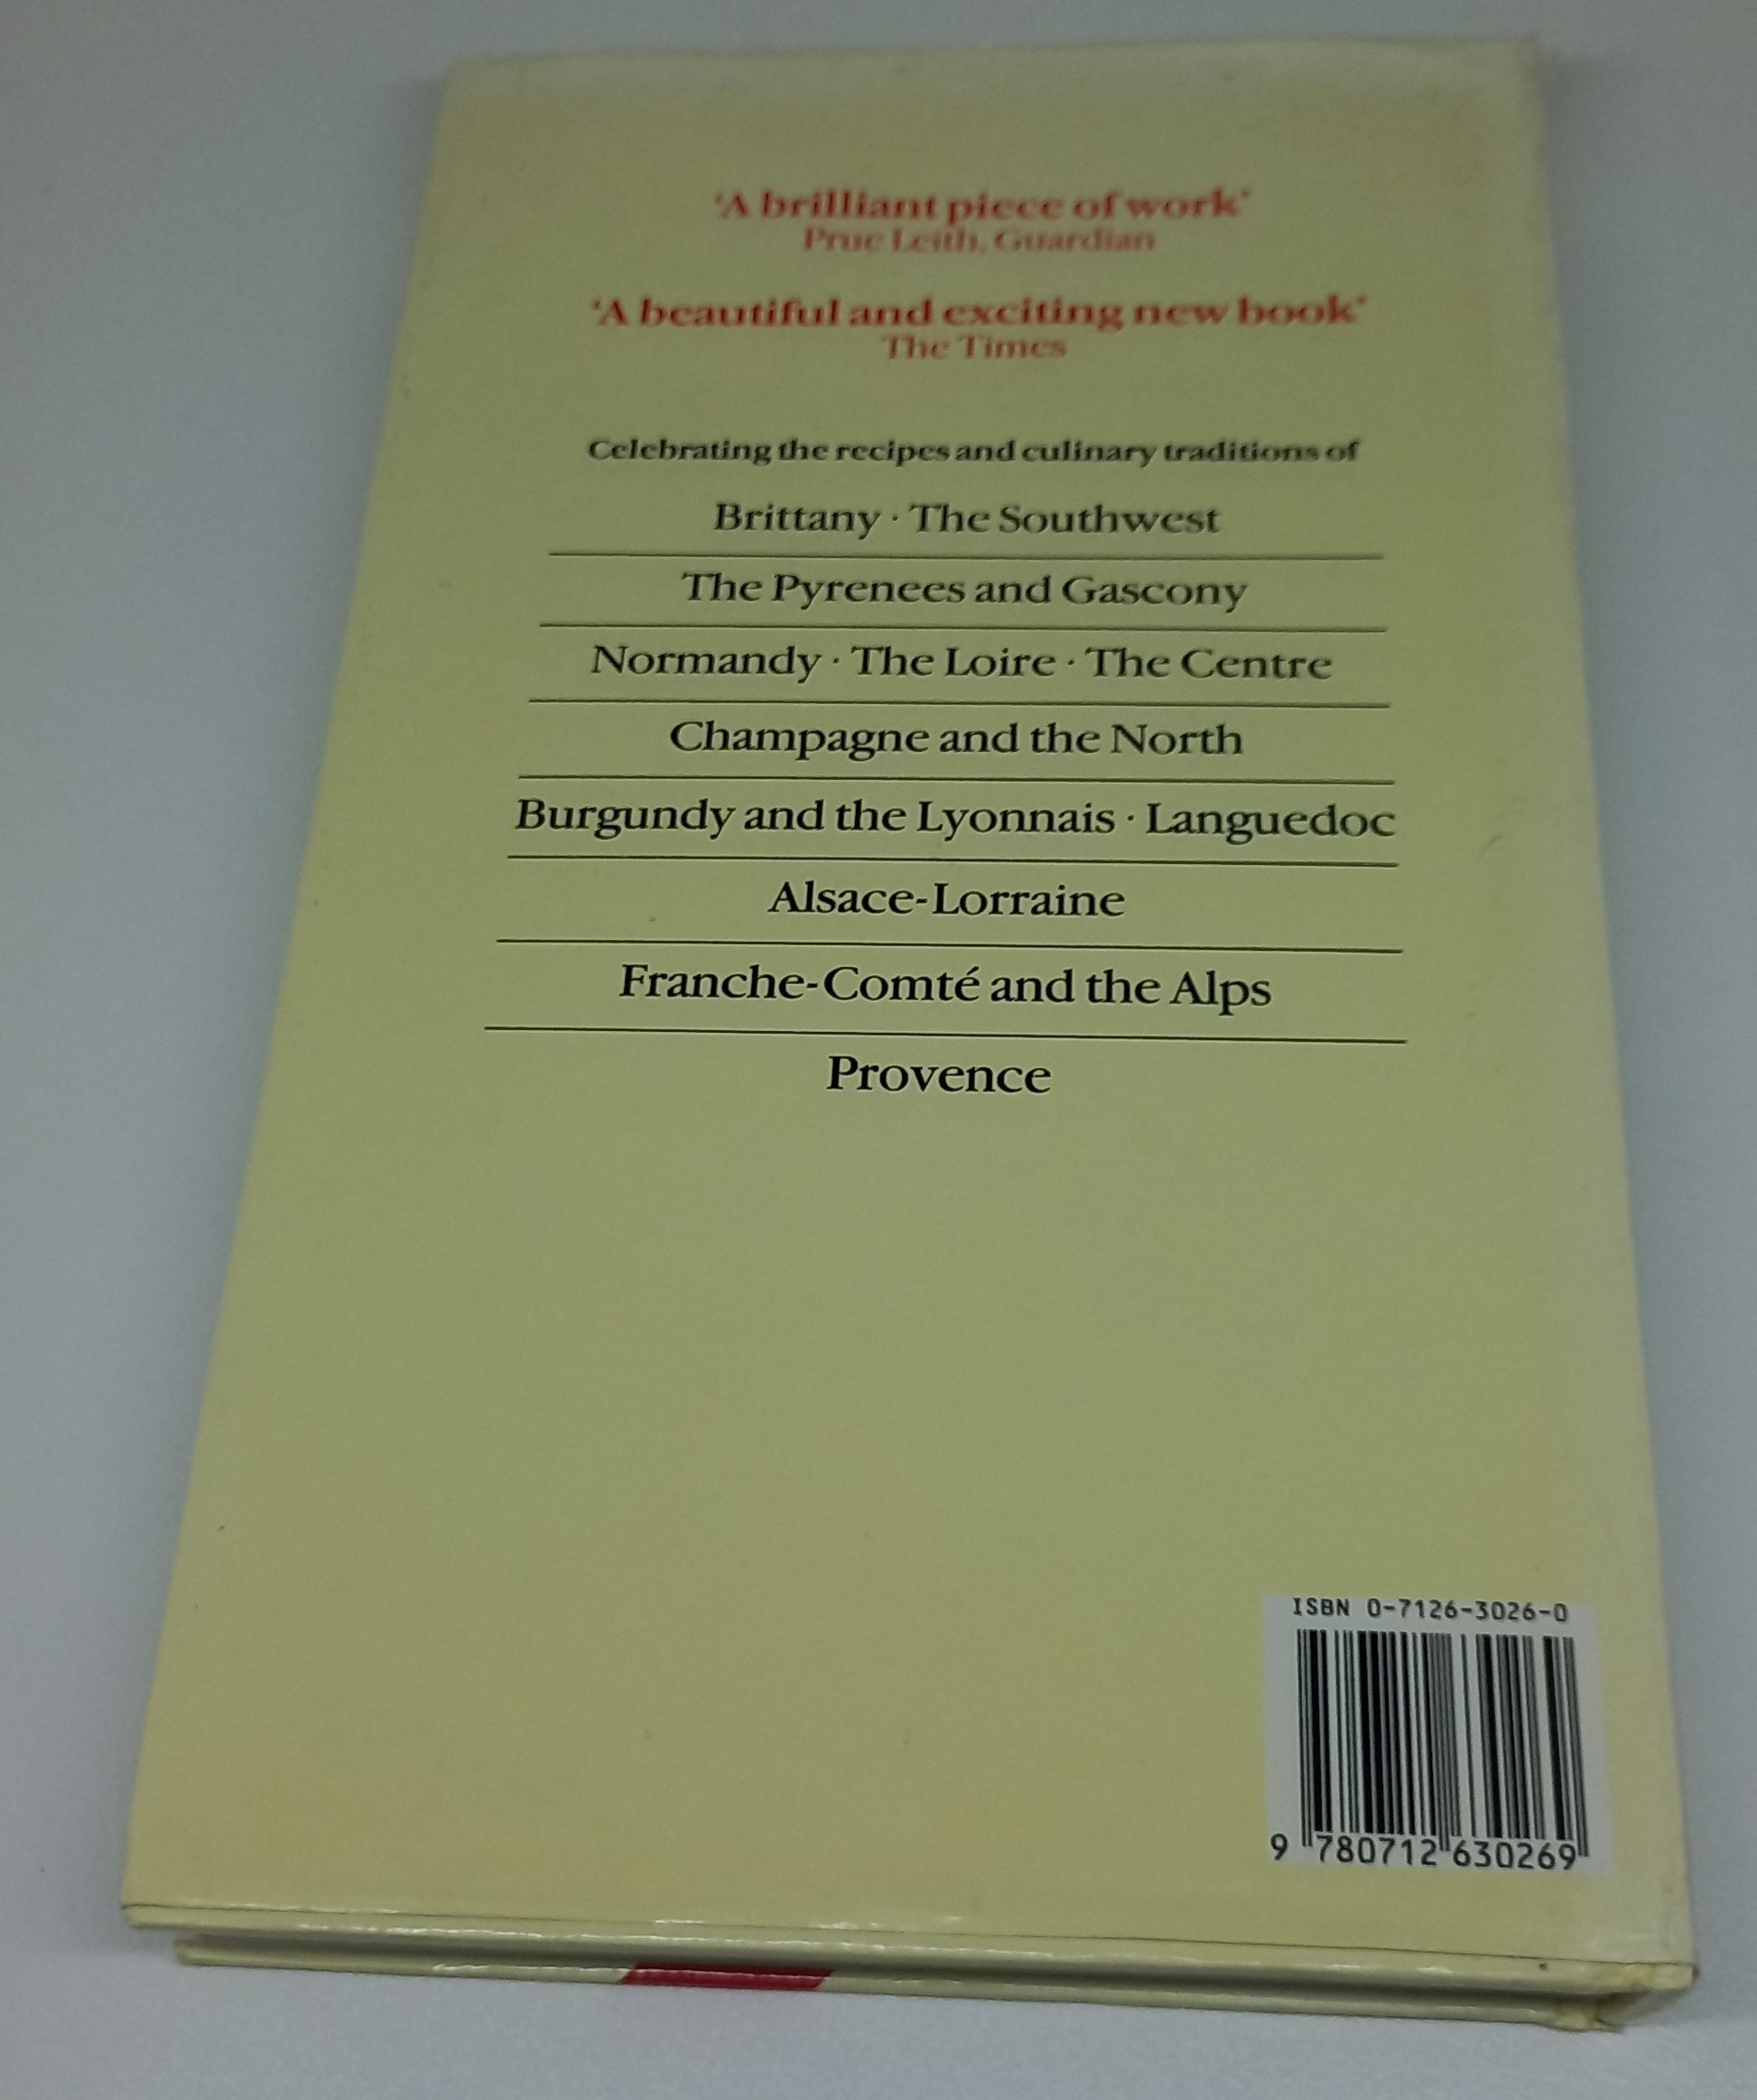 ‘A brilliant piece of work’
Prue Leith, Guardian
‘A beautiful and exciting new book’
The Times
Celebrating the recipes and culinary traditions of
Brittany · The Southwest
The Pyrenees and Gascony
Normandy · The Loire · The Centre
Champagne and the North
Burgundy and the Lyonnais · Languedoc
Alsace-Lorraine
Franche-Comté and the Alps
Provence
ISBN 0-7126-3026-0
9 780712 630269